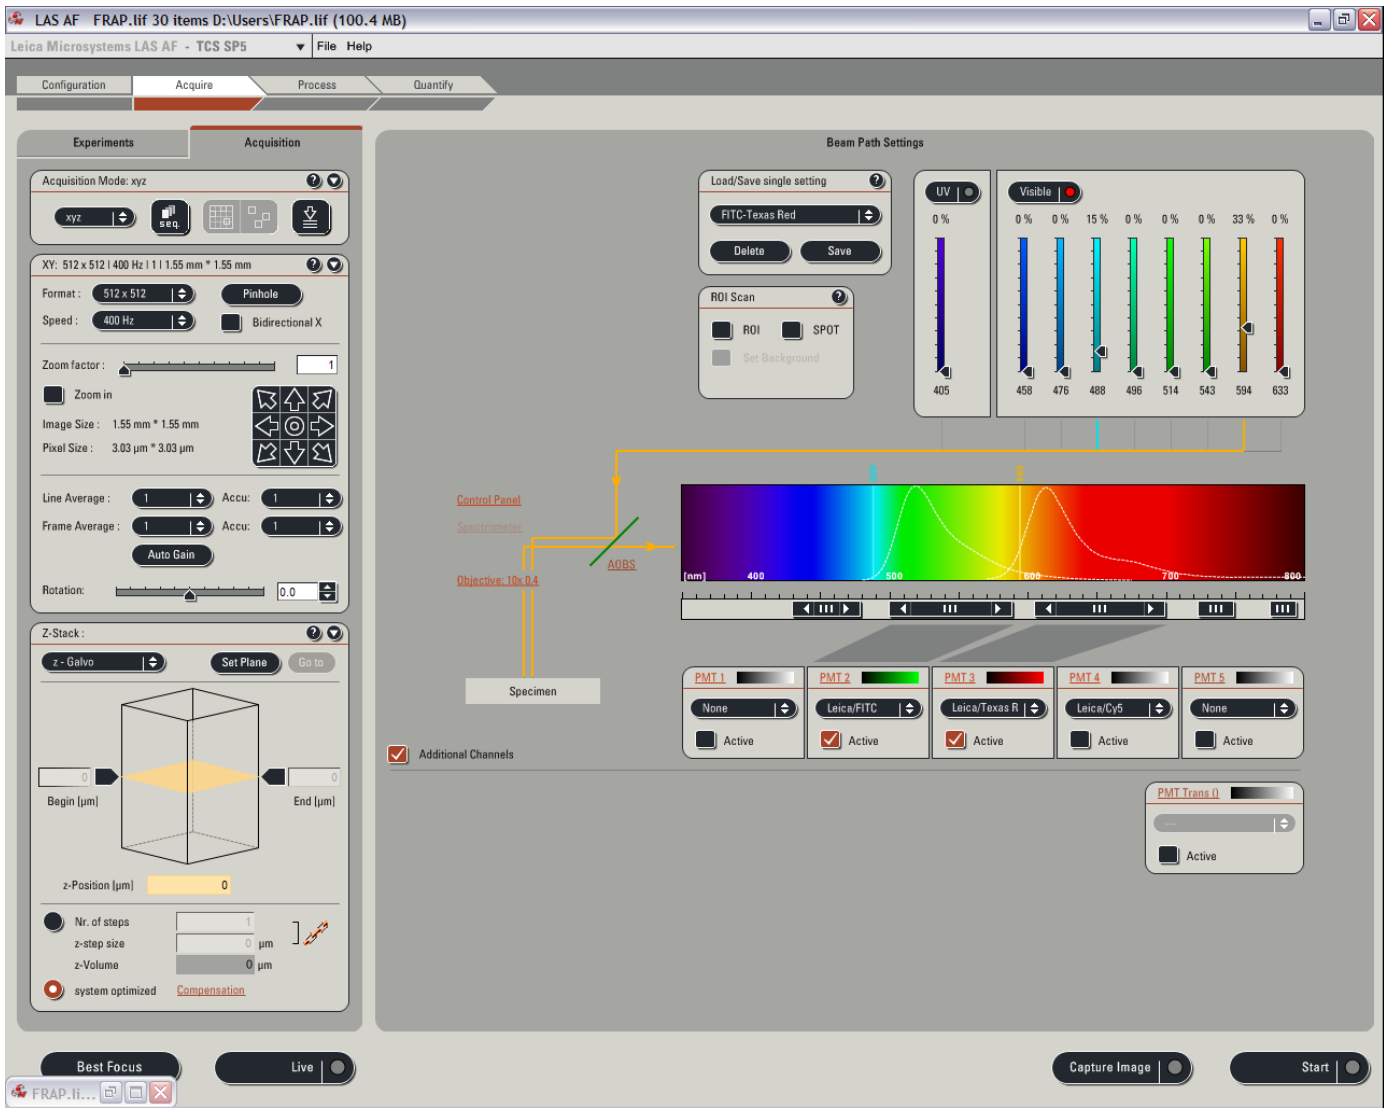 LAS AF   FRAP.lif 30 items D:\Users\FRAP.lif (100.4 MB)
Leica Microsystems LAS AF - TCS SP5   File   Help
Configuration   Acquire   Process   Quantify
Experiments   Acquisition
Acquisition Mode: xyz
xyz   seq.
XY: 512 x 512 | 400 Hz | 1 | 1.55 mm * 1.55 mm
Format :   512 x 512   Pinhole
Speed :   400 Hz   Bidirectional X
Zoom factor :   1
Zoom in
Image Size :   1.55 mm * 1.55 mm
Pixel Size :   3.03 µm * 3.03 µm
Line Average :   1   Accu:   1
Frame Average :   1   Accu:   1
Auto Gain
Rotation:   0.0
Z-Stack :
z - Galvo   Set Plane   Go to
0   0
Begin [µm]   End [µm]
z-Position [µm]   0
Nr. of steps   1
z-step size   0 µm
z-Volume   0 µm
system optimized   Compensation
Beam Path Settings
Load/Save single setting
FITC-Texas Red
Delete   Save
ROI Scan
ROI   SPOT
Set Background
UV   Visible
0 %   0 %   0 %   15 %   0 %   0 %   0 %   33 %   0 %
405   458   476   488   496   514   543   594   633
Control Panel
Spectrometer
AOBS
Objective: 10x 0.4
[nm]   400   500   600   700   800
Specimen
PMT 1   PMT 2   PMT 3   PMT 4   PMT 5
None   Leica/FITC   Leica/Texas R   Leica/Cy5   None
Active   Active   Active   Active   Active
Additional Channels
PMT Trans ()
---
Active
Best Focus   Live   Capture Image   Start
FRAP.li...